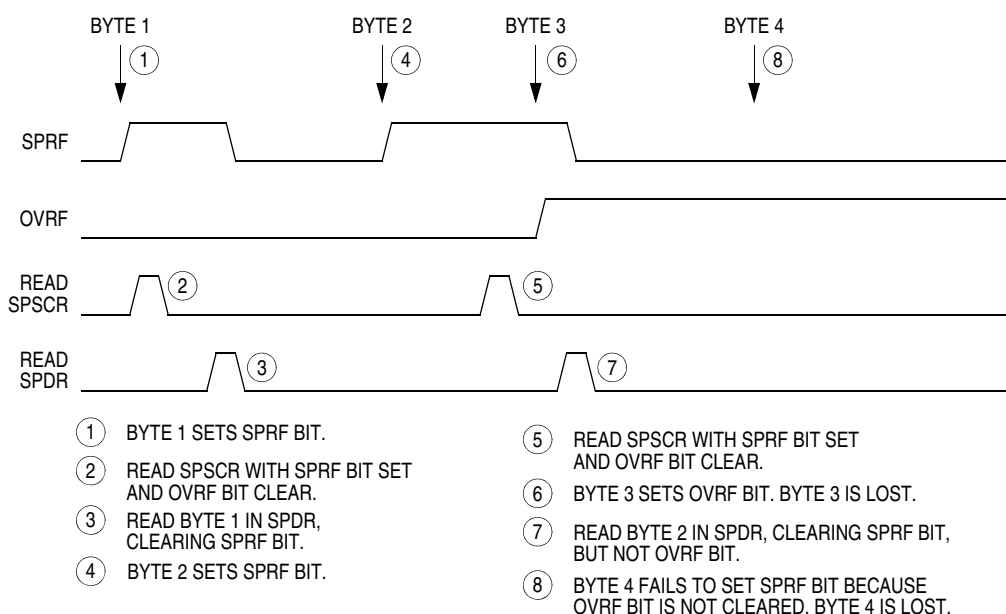 BYTE 1
BYTE 2
BYTE 3
BYTE 4
1
4
6
8
SPRF
OVRF
READ
SPSCR
2
5
READ
SPDR
3
7
1 BYTE 1 SETS SPRF BIT.
2 READ SPSCR WITH SPRF BIT SET
AND OVRF BIT CLEAR.
3 READ BYTE 1 IN SPDR,
CLEARING SPRF BIT.
4 BYTE 2 SETS SPRF BIT.
5 READ SPSCR WITH SPRF BIT SET
AND OVRF BIT CLEAR.
6 BYTE 3 SETS OVRF BIT. BYTE 3 IS LOST.
7 READ BYTE 2 IN SPDR, CLEARING SPRF BIT,
BUT NOT OVRF BIT.
8 BYTE 4 FAILS TO SET SPRF BIT BECAUSE
OVRF BIT IS NOT CLEARED. BYTE 4 IS LOST.